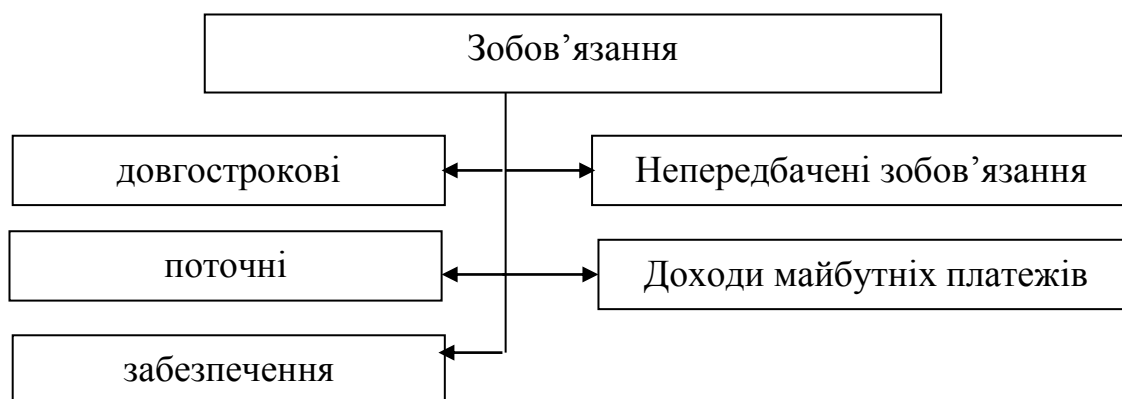 Зобов’язання
довгострокові
Непередбачені зобов’язання
поточні
Доходи майбутніх платежів
забезпечення